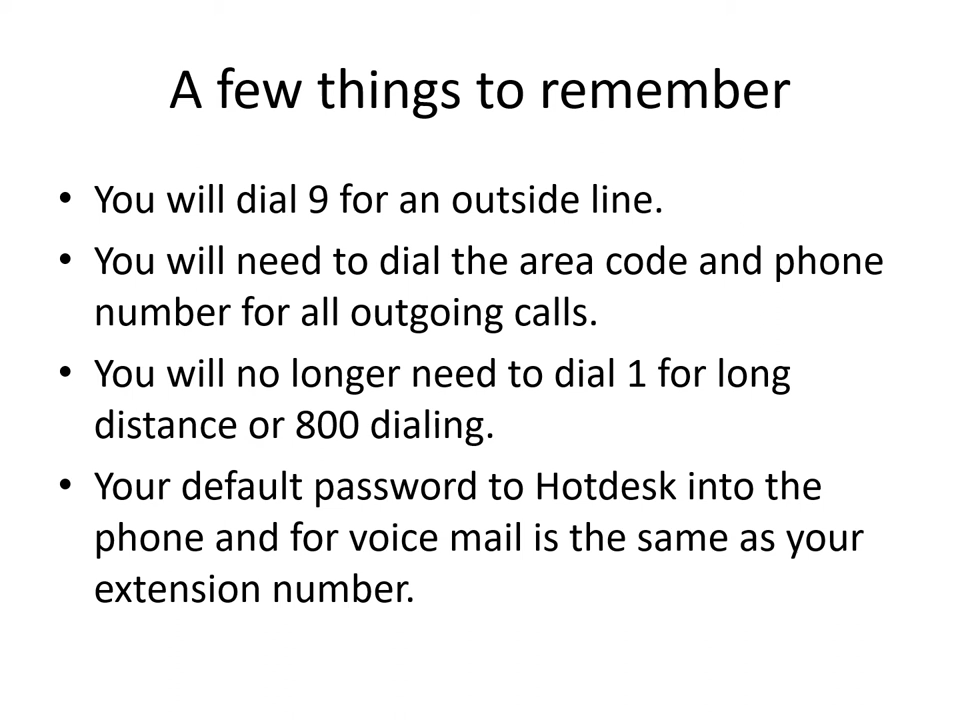 A few things to remember
• You will dial 9 for an outside line.
• You will need to dial the area code and phone
number for all outgoing calls.
• You will no longer need to dial 1 for long
distance or 800 dialing.
• Your default password to Hotdesk into the
phone and for voice mail is the same as your
extension number.